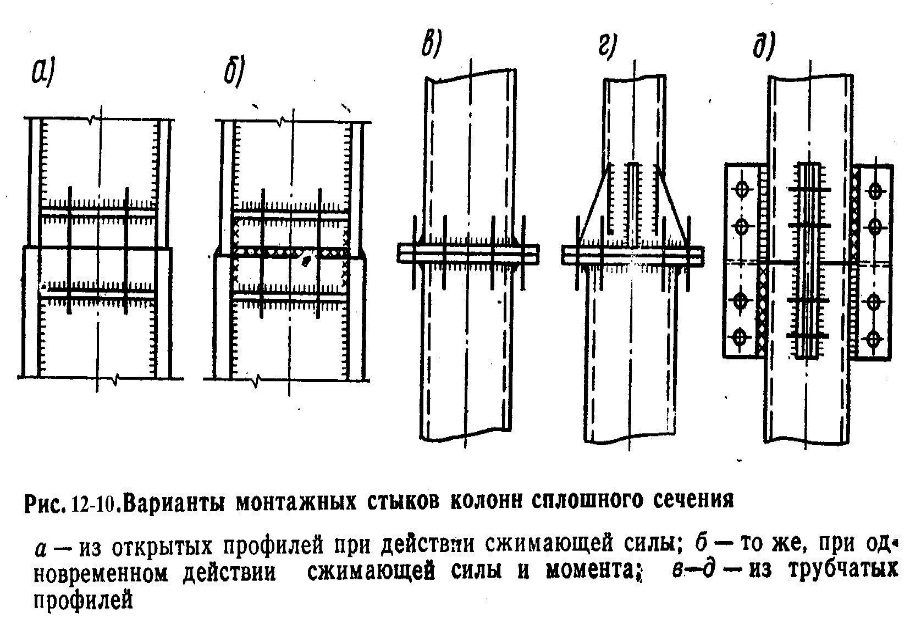 а)
б)
в)
г)
д)
Рис. 12-10. Варианты монтажных стыков колонн сплошного сечения
а — из открытых профилей при действии сжимающей силы; б — то же, при од-
новременном действии сжимающей силы и момента; в—д — из трубчатых
профилей